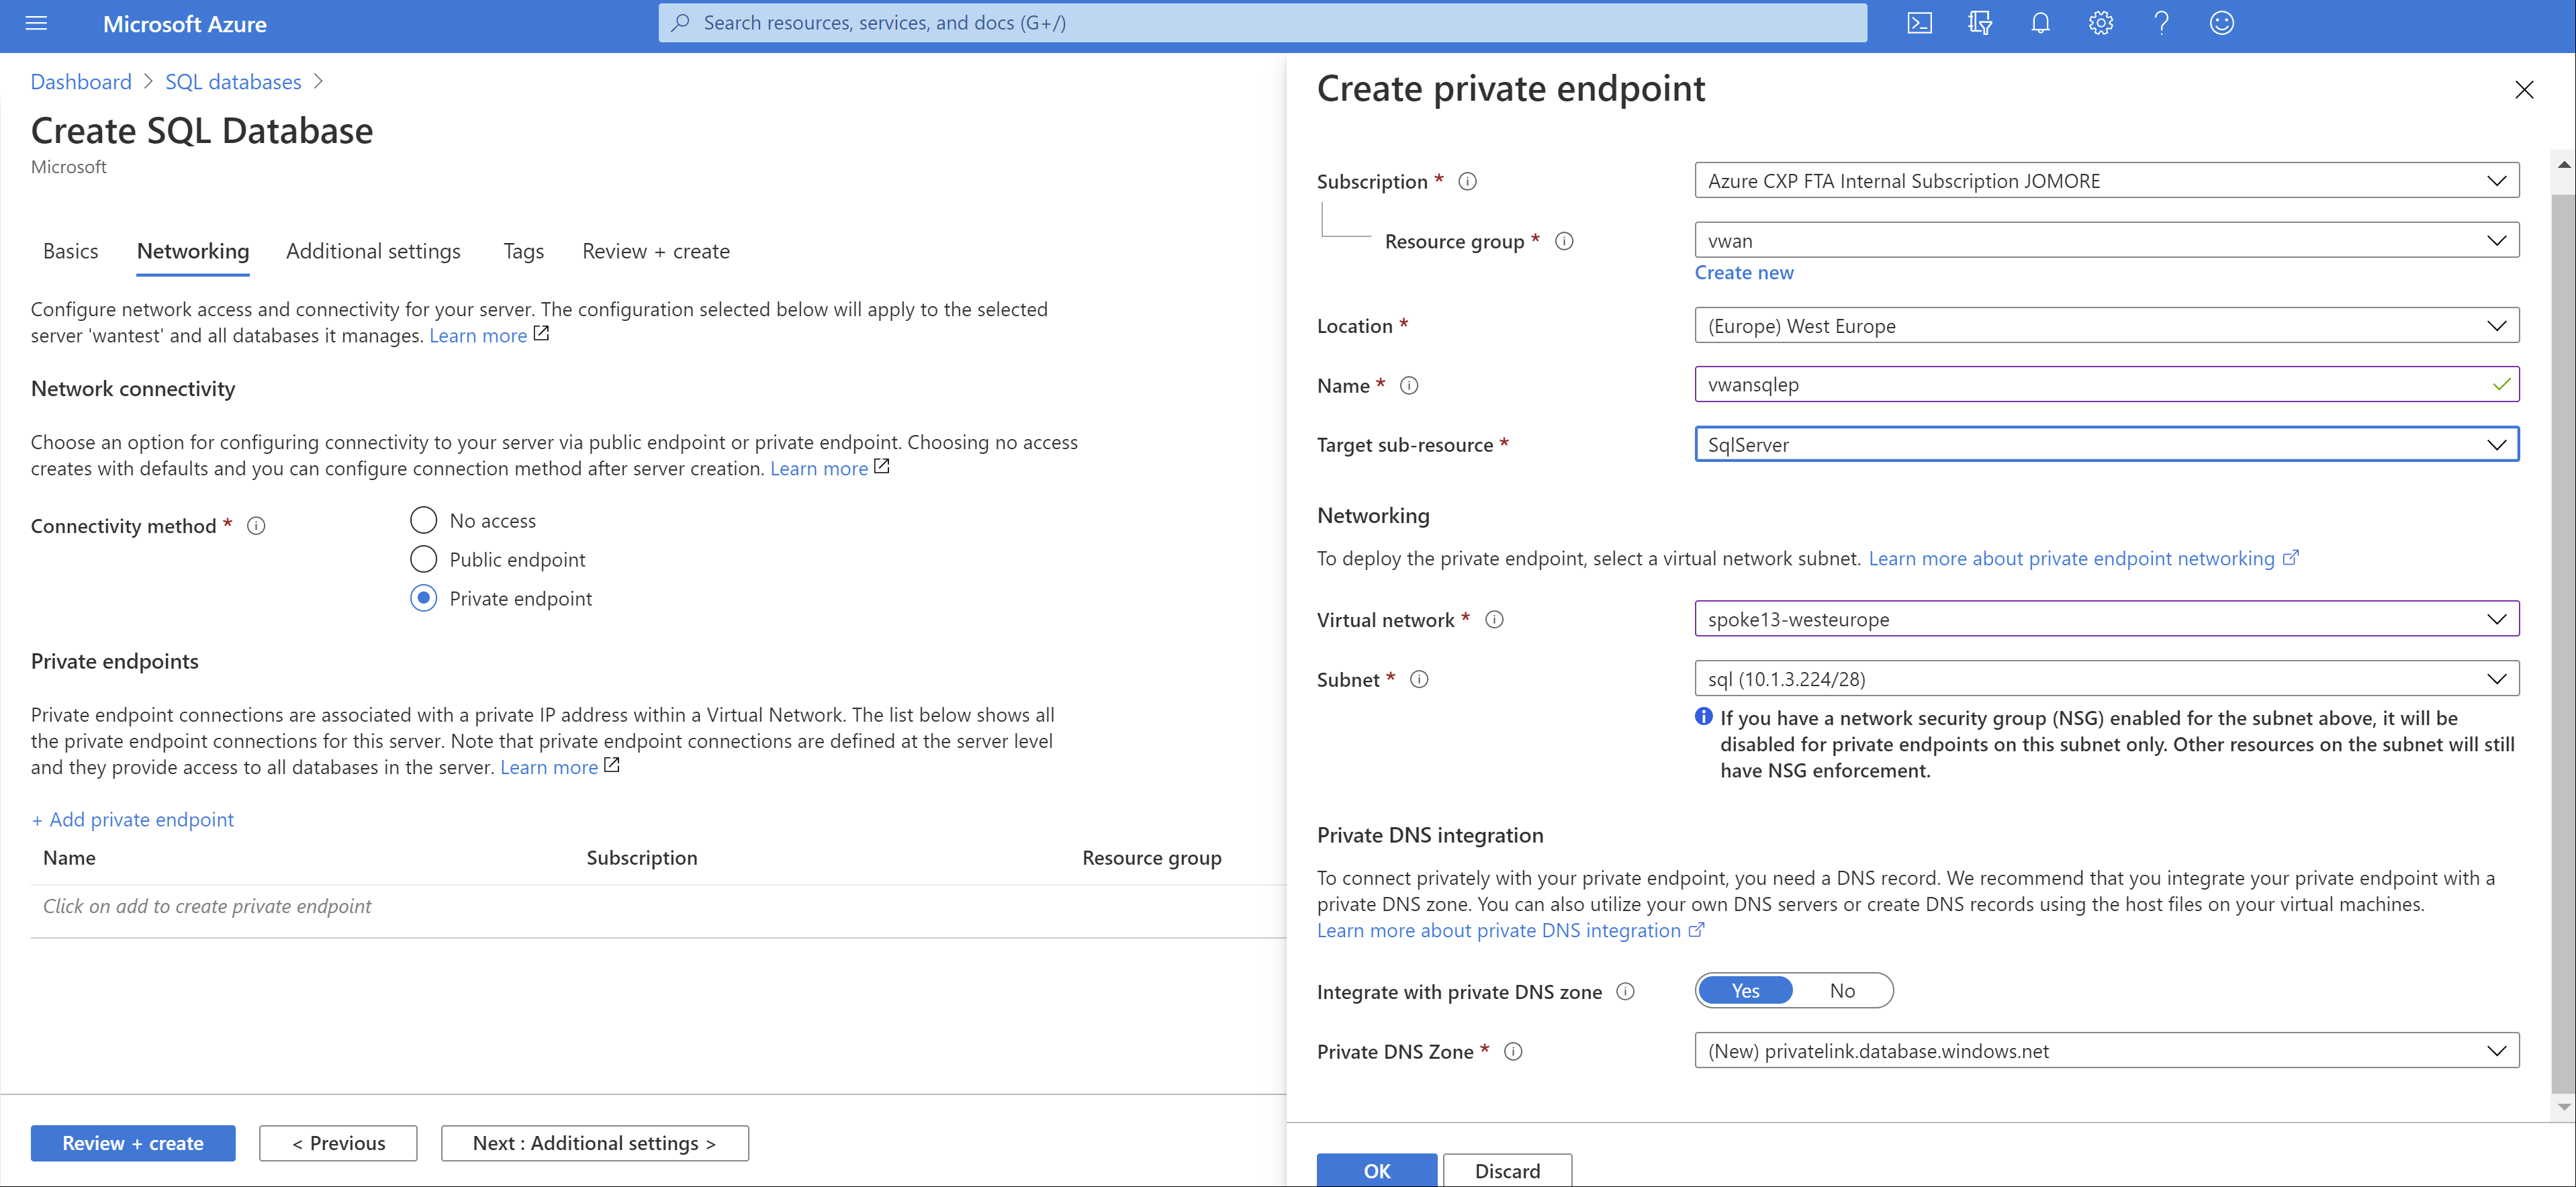 Microsoft Azure
Search resources, services, and docs (G+/)
Dashboard > SQL databases >
Create SQL Database
Microsoft
Basics Networking Additional settings Tags Review + create
Configure network access and connectivity for your server. The configuration selected below will apply to the selected
server 'wantest' and all databases it manages. Learn more
Network connectivity
Choose an option for configuring connectivity to your server via public endpoint or private endpoint. Choosing no access
creates with defaults and you can configure connection method after server creation. Learn more
Connectivity method *
No access
Public endpoint
Private endpoint
Private endpoints
Private endpoint connections are associated with a private IP address within a Virtual Network. The list below shows all
the private endpoint connections for this server. Note that private endpoint connections are defined at the server level
and they provide access to all databases in the server. Learn more
+ Add private endpoint
Name Subscription Resource group
Click on add to create private endpoint
Review + create < Previous Next : Additional settings >
Create private endpoint
Subscription * Azure CXP FTA Internal Subscription JOMORE
Resource group * vwan
Create new
Location * (Europe) West Europe
Name * vwansqlep
Target sub-resource * SqlServer
Networking
To deploy the private endpoint, select a virtual network subnet. Learn more about private endpoint networking
Virtual network * spoke13-westeurope
Subnet * sql (10.1.3.224/28)
If you have a network security group (NSG) enabled for the subnet above, it will be
disabled for private endpoints on this subnet only. Other resources on the subnet will still
have NSG enforcement.
Private DNS integration
To connect privately with your private endpoint, you need a DNS record. We recommend that you integrate your private endpoint with a
private DNS zone. You can also utilize your own DNS servers or create DNS records using the host files on your virtual machines.
Learn more about private DNS integration
Integrate with private DNS zone Yes No
Private DNS Zone * (New) privatelink.database.windows.net
OK Discard